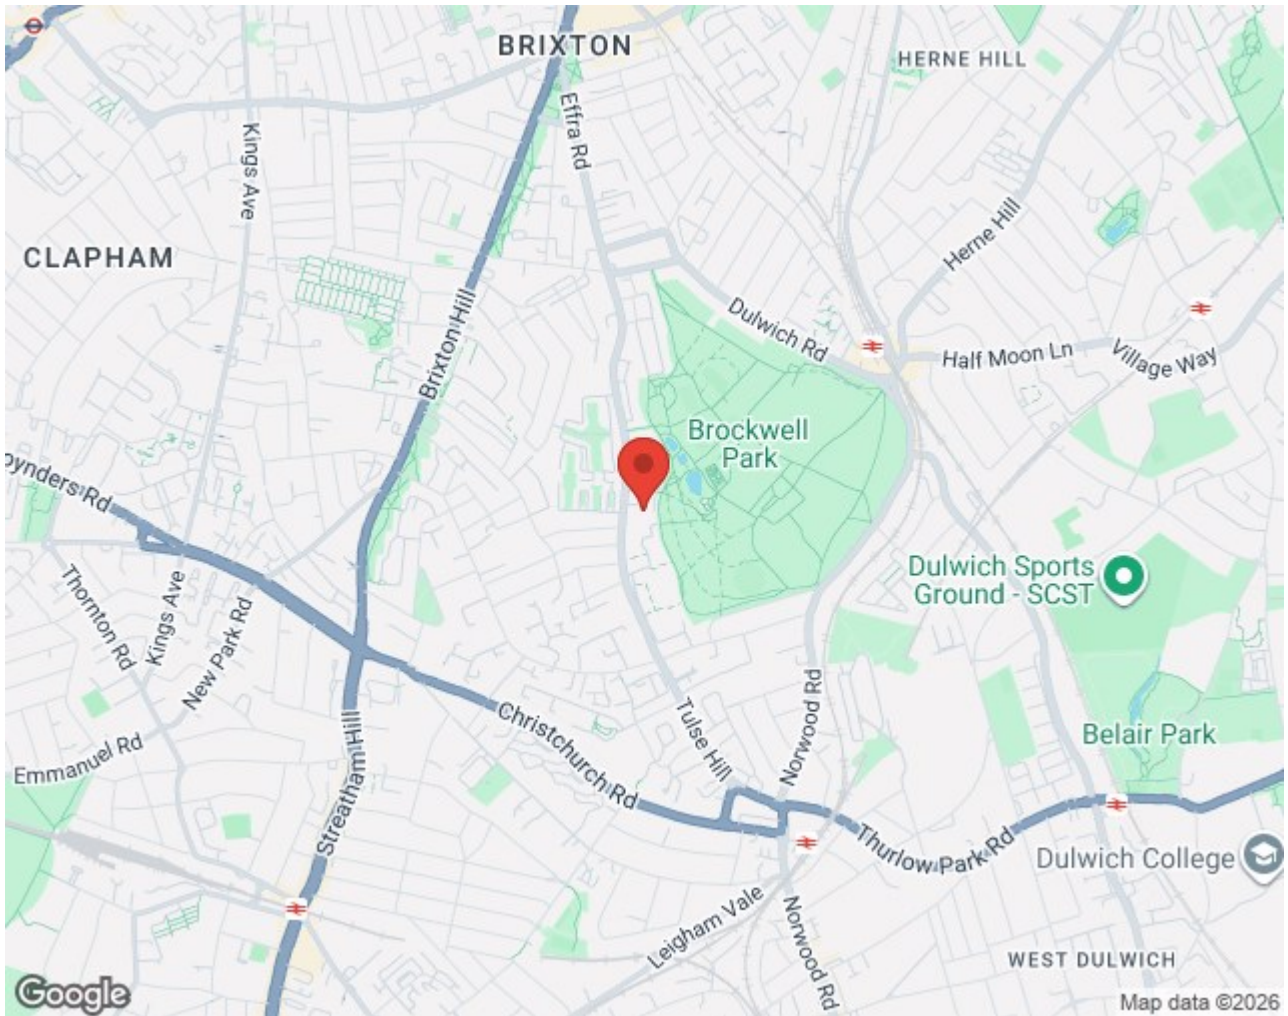 BRIXTON
HERNE HILL
Effra Rd
Kings Ave
CLAPHAM
Herne Hill
Brixton Hill
Dulwich Rd
Half Moon Ln
Village Way
Brockwell
Park
oynders Rd
Dulwich Sports
Ground - SCST
Thornton Rd
Kings Ave
New Park Rd
Tulse Hill
Norwood Rd
Christchurch Rd
Belair Park
Emmanuel Rd
Streatham Hill
Thurlow Park Rd
Dulwich College
Leigham Vale
Norwood Rd
WEST DULWICH
Google
Map data ©2026